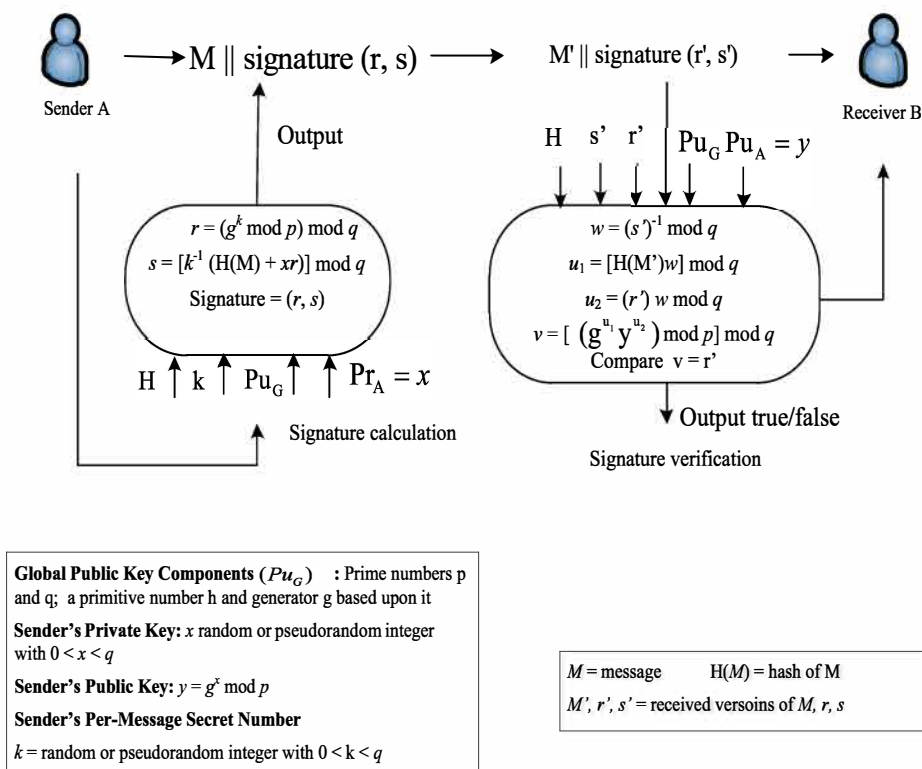 M || signature (r, s)
M' || signature (r', s')
Sender A
Receiver B
Output
H s’ r’ Pu_G Pu_A = y
r = (g^k mod p) mod q
s = [k^-1 (H(M) + xr)] mod q
Signature = (r, s)
w = (s’)^-1 mod q
u_1 = [H(M’)w] mod q
u_2 = (r’) w mod q
v = [ (g^u_1 y^u_2) mod p] mod q
Compare v = r’
H k Pu_G Pr_A = x
Signature calculation
Output true/false
Signature verification
Global Public Key Components (Pu_G) : Prime numbers p
and q; a primitive number h and generator g based upon it
Sender’s Private Key: x random or pseudorandom integer
with 0 < x < q
Sender’s Public Key: y = g^x mod p
Sender’s Per-Message Secret Number
k = random or pseudorandom integer with 0 < k < q
M = message H(M) = hash of M
M’, r’, s’ = received versoins of M, r, s